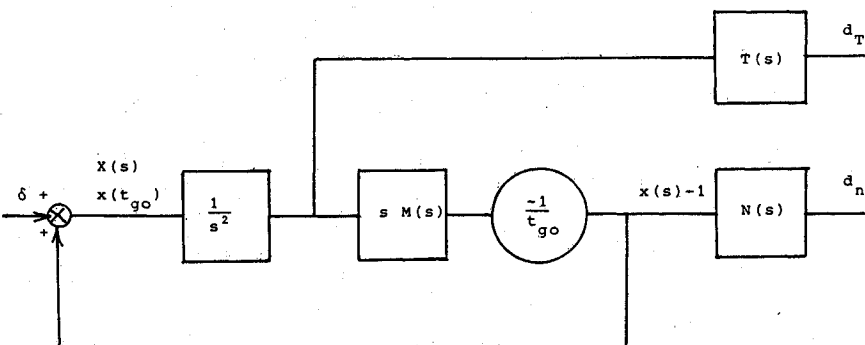 d_T
T(s)
X(s)
x(t_go)
δ +
+
1
s²
s M(s)
-1
t_go
x(s)-1
N(s)
d_n